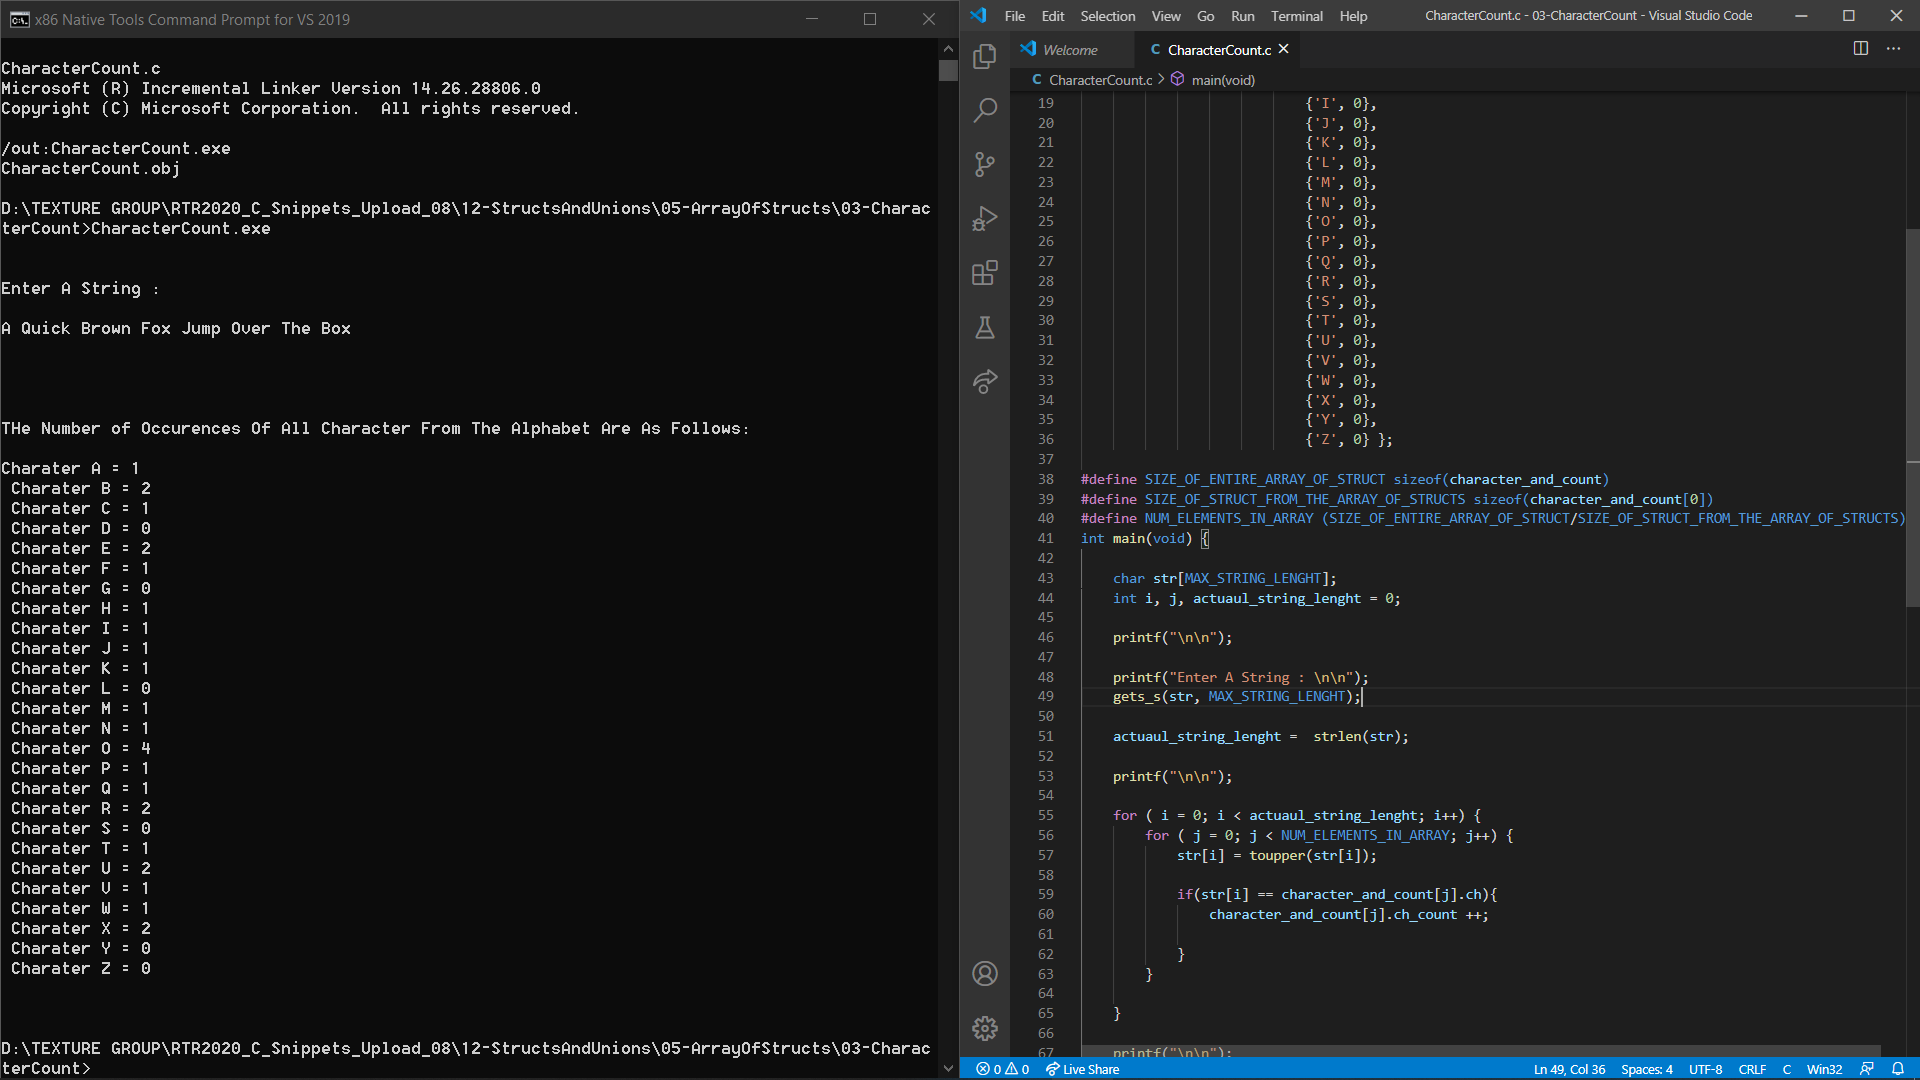 x86 Native Tools Command Prompt for VS 2019
CharacterCount.c
Microsoft (R) Incremental Linker Version 14.26.28806.0
Copyright (C) Microsoft Corporation.  All rights reserved.
/out:CharacterCount.exe
CharacterCount.obj
D:\TEXTURE GROUP\RTR2020_C_Snippets_Upload_08\12-StructsAndUnions\05-ArrayOfStructs\03-Charac
terCount>CharacterCount.exe
Enter A String :
A Quick Brown Fox Jump Over The Box
THe Number of Occurences Of All Character From The Alphabet Are As Follows:
Charater A = 1
Charater B = 2
Charater C = 1
Charater D = 0
Charater E = 2
Charater F = 1
Charater G = 0
Charater H = 1
Charater I = 1
Charater J = 1
Charater K = 1
Charater L = 0
Charater M = 1
Charater N = 1
Charater O = 4
Charater P = 1
Charater Q = 1
Charater R = 2
Charater S = 0
Charater T = 1
Charater U = 2
Charater V = 1
Charater W = 1
Charater X = 2
Charater Y = 0
Charater Z = 0
D:\TEXTURE GROUP\RTR2020_C_Snippets_Upload_08\12-StructsAndUnions\05-ArrayOfStructs\03-Charac
terCount>
File Edit Selection View Go Run Terminal Help CharacterCount.c - 03-CharacterCount - Visual Studio Code
Welcome C CharacterCount.c
C CharacterCount.c > main(void)
19 {'I', 0},
20 {'J', 0},
21 {'K', 0},
22 {'L', 0},
23 {'M', 0},
24 {'N', 0},
25 {'O', 0},
26 {'P', 0},
27 {'Q', 0},
28 {'R', 0},
29 {'S', 0},
30 {'T', 0},
31 {'U', 0},
32 {'V', 0},
33 {'W', 0},
34 {'X', 0},
35 {'Y', 0},
36 {'Z', 0} };
37
38 #define SIZE_OF_ENTIRE_ARRAY_OF_STRUCT sizeof(character_and_count)
39 #define SIZE_OF_STRUCT_FROM_THE_ARRAY_OF_STRUCTS sizeof(character_and_count[0])
40 #define NUM_ELEMENTS_IN_ARRAY (SIZE_OF_ENTIRE_ARRAY_OF_STRUCT/SIZE_OF_STRUCT_FROM_THE_ARRAY_OF_STRUCTS)
41 int main(void) {
42
43 char str[MAX_STRING_LENGHT];
44 int i, j, actuaul_string_lenght = 0;
45
46 printf("\n\n");
47
48 printf("Enter A String : \n\n");
49 gets_s(str, MAX_STRING_LENGHT);
50
51 actuaul_string_lenght =  strlen(str);
52
53 printf("\n\n");
54
55 for ( i = 0; i < actuaul_string_lenght; i++) {
56 for ( j = 0; j < NUM_ELEMENTS_IN_ARRAY; j++) {
57 str[i] = toupper(str[i]);
58
59 if(str[i] == character_and_count[j].ch){
60 character_and_count[j].ch_count ++;
61
62 }
63 }
64
65 }
66
67 printf("\n\n");
0 0 Live Share Ln 49, Col 36 Spaces: 4 UTF-8 CRLF C Win32